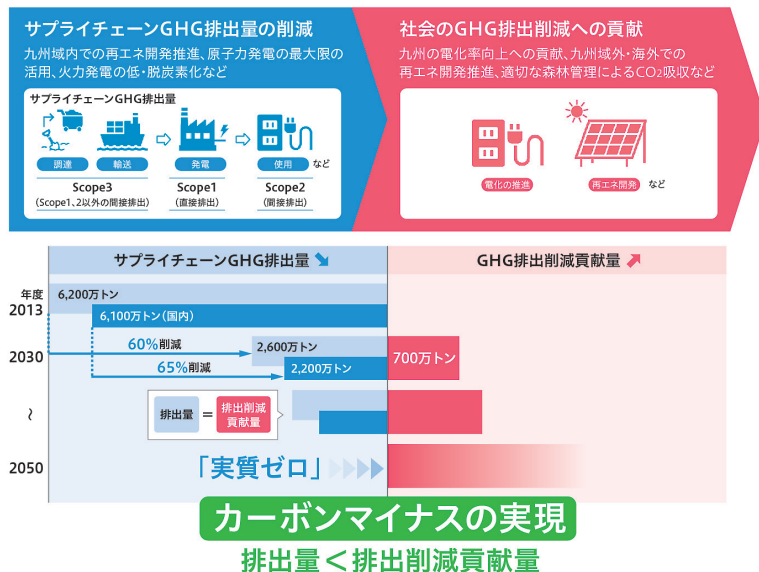 サプライチェーンGHG排出量の削減
九州域内での再エネ開発推進、原子力発電の最大限の
活用、火力発電の低・脱炭素化など
サプライチェーンGHG排出量
調達
輸送
発電
使用
など
Scope3
(Scope1、2以外の間接排出)
Scope1
(直接排出)
Scope2
(間接排出)
社会のGHG排出削減への貢献
九州の電化率向上への貢献、九州域外・海外での
再エネ開発推進、適切な森林管理によるCO₂吸収など
電化の推進
再エネ開発
など
サプライチェーンGHG排出量
GHG排出削減貢献量
年度
2013
6,200万トン
6,100万トン(国内)
60%削減
2030
2,600万トン
700万トン
65%削減
2,200万トン
〜
排出量 = 排出削減
貢献量
2050
「実質ゼロ」
カーボンマイナスの実現
排出量<排出削減貢献量